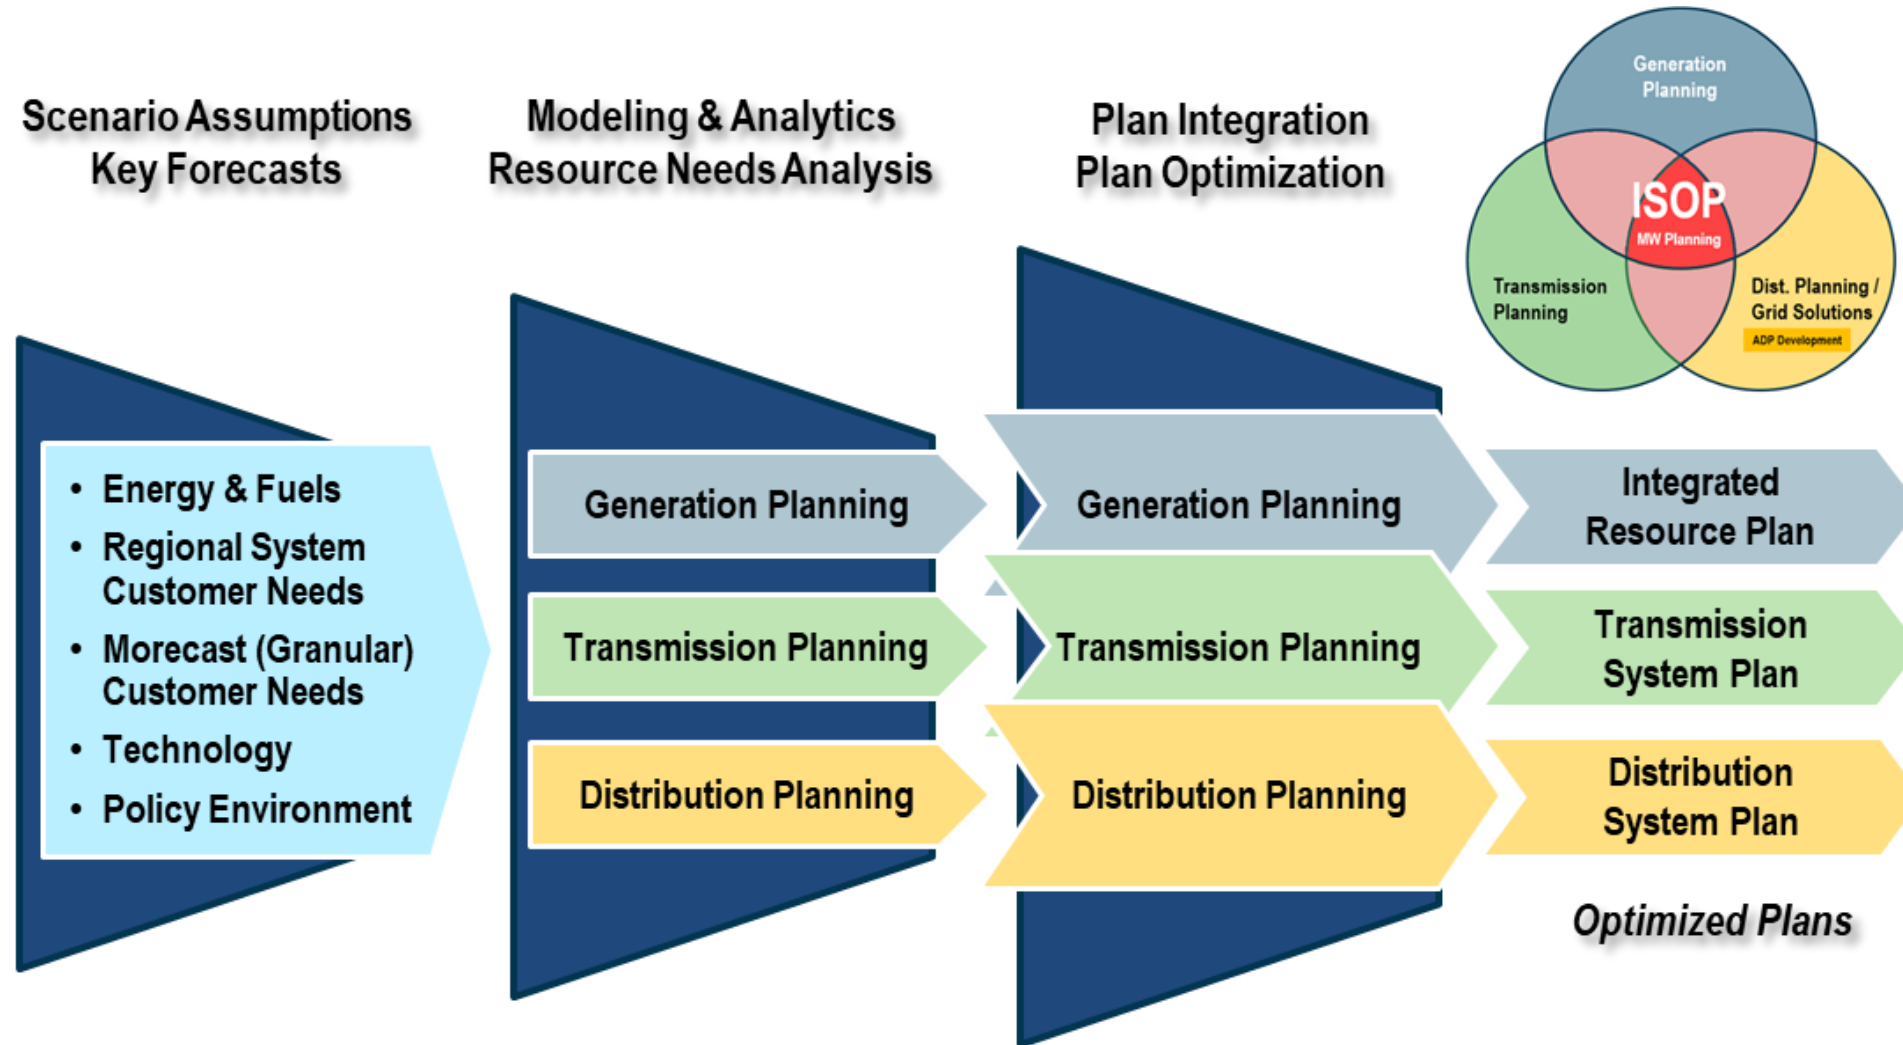 Scenario Assumptions
Key Forecasts
Modeling & Analytics
Resource Needs Analysis
Plan Integration
Plan Optimization
Generation
Planning
ISOP
MW Planning
Transmission
Planning
Dist. Planning /
Grid Solutions
ADP Development
• Energy & Fuels
• Regional System
Customer Needs
• Morecast (Granular)
Customer Needs
• Technology
• Policy Environment
Generation Planning
Transmission Planning
Distribution Planning
Generation Planning
Transmission Planning
Distribution Planning
Integrated
Resource Plan
Transmission
System Plan
Distribution
System Plan
Optimized Plans